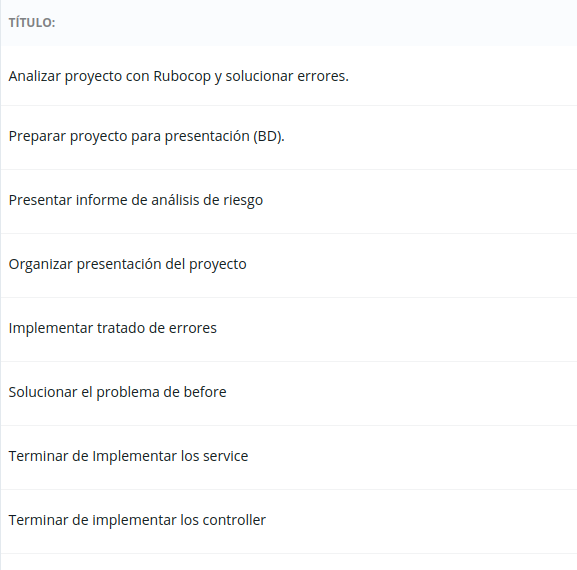 TÍTULO:
Analizar proyecto con Rubocop y solucionar errores.
Preparar proyecto para presentación (BD).
Presentar informe de análisis de riesgo
Organizar presentación del proyecto
Implementar tratado de errores
Solucionar el problema de before
Terminar de Implementar los service
Terminar de implementar los controller